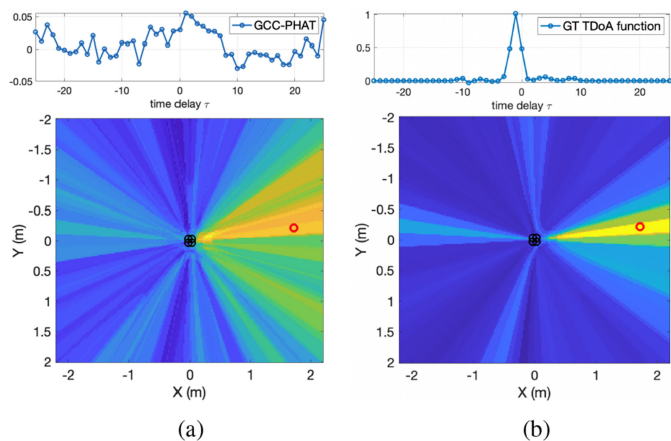 GCC-PHAT
0.05
0
-0.05
-20 -10 0 10 20
time delay τ
-2
-1.5
-1
-0.5
0
0.5
1
1.5
2
Y (m)
-2 -1 0 1 2
X (m)
(a)
GT TDoA function
1
0.5
0
-20 -10 0 10 20
time delay τ
-2
-1.5
-1
-0.5
0
0.5
1
1.5
2
Y (m)
-2 -1 0 1 2
X (m)
(b)